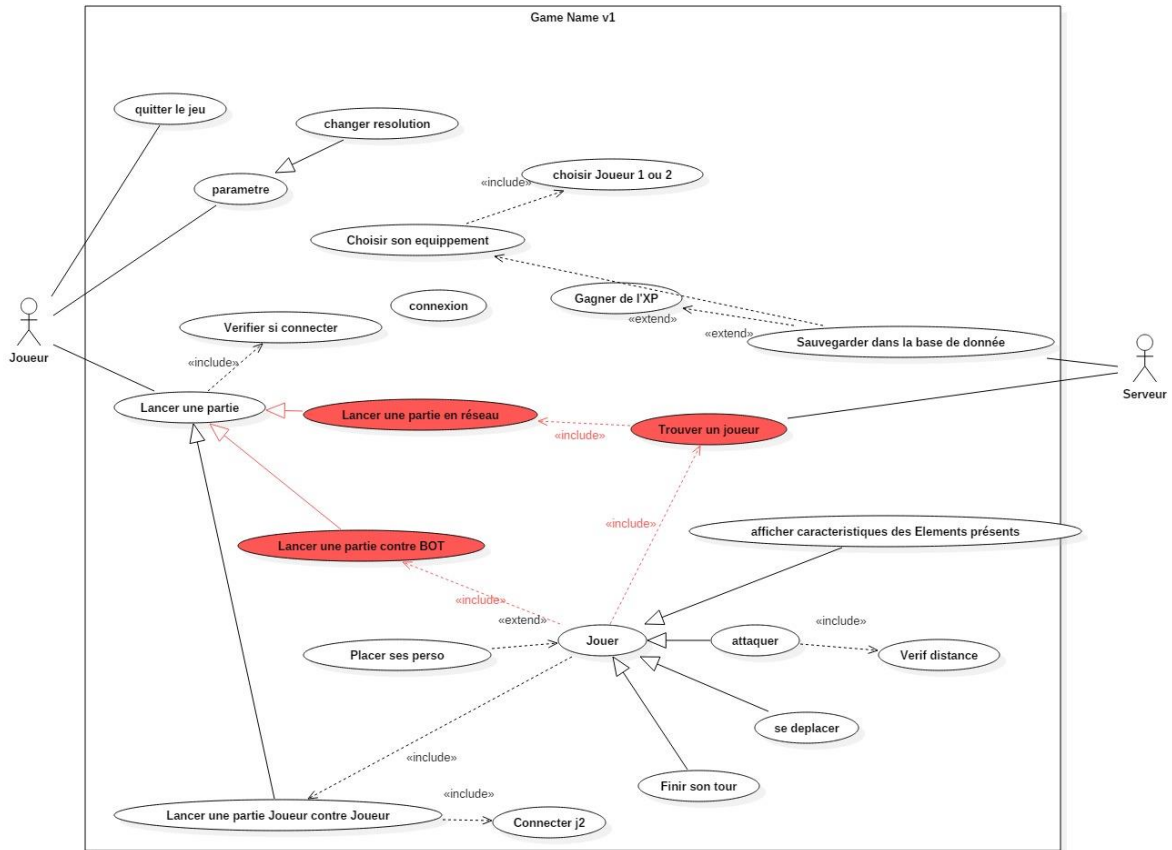 Game Name v1
quitter le jeu
changer resolution
parametre
choisir Joueur 1 ou 2
«include»
Choisir son equippement
connexion
Gagner de l'XP
«extend»
«extend»
Sauvegarder dans la base de donnée
Verifier si connecter
«include»
Joueur
Serveur
Lancer une partie
Lancer une partie en réseau
«include»
Trouver un joueur
«include»
afficher caracteristiques des Elements présents
Lancer une partie contre BOT
«include»
«extend»
Jouer
attaquer
«include»
Verif distance
Placer ses perso
se deplacer
«include»
Finir son tour
Lancer une partie Joueur contre Joueur
«include»
Connecter j2